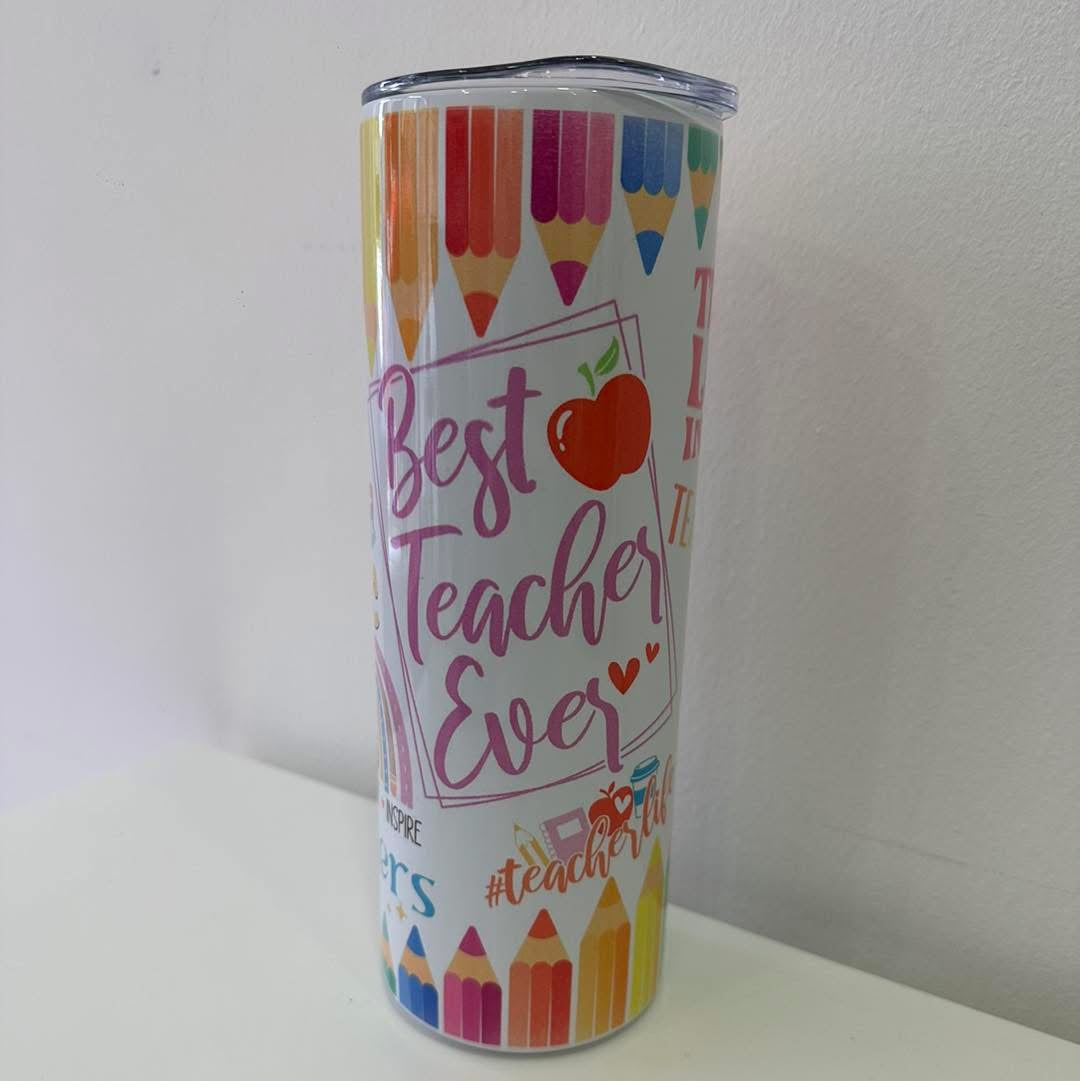 Best
Teacher
Ever
INSPIRE
#teacherlife